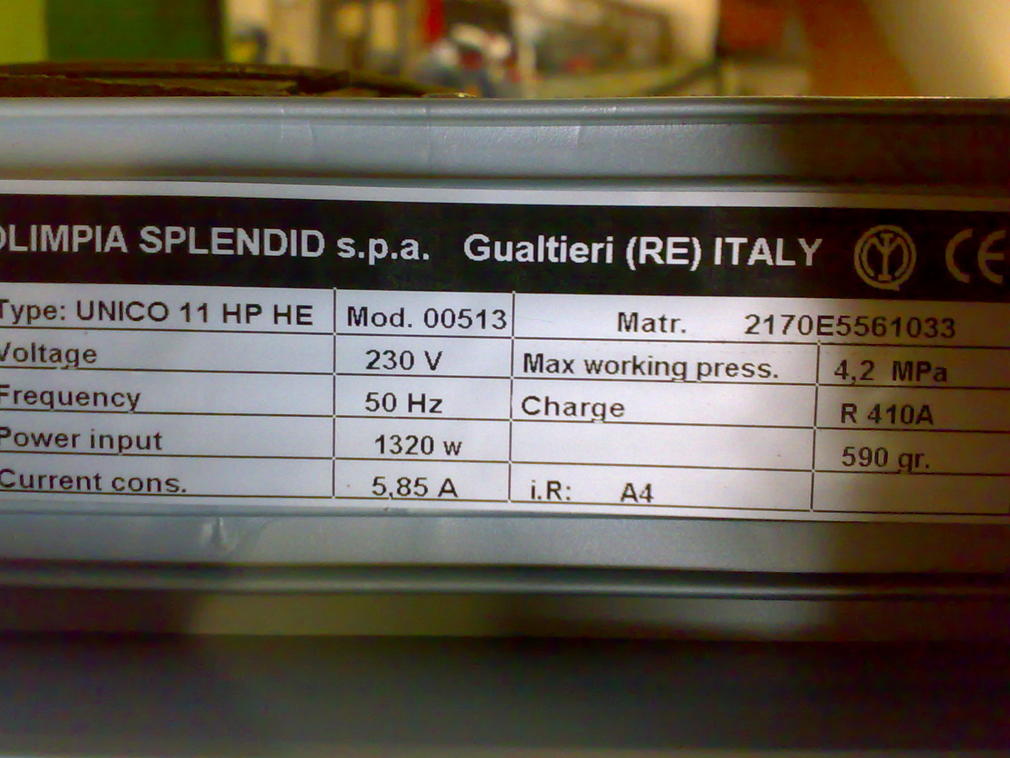 OLIMPIA SPLENDID s.p.a. Gualtieri (RE) ITALY CE
Type: UNICO 11 HP HE Mod. 00513 Matr. 2170E5561033
Voltage 230 V Max working press. 4,2 MPa
Frequency 50 Hz Charge R 410A
Power input 1320 w 590 gr.
Current cons. 5,85 A i.R: A4